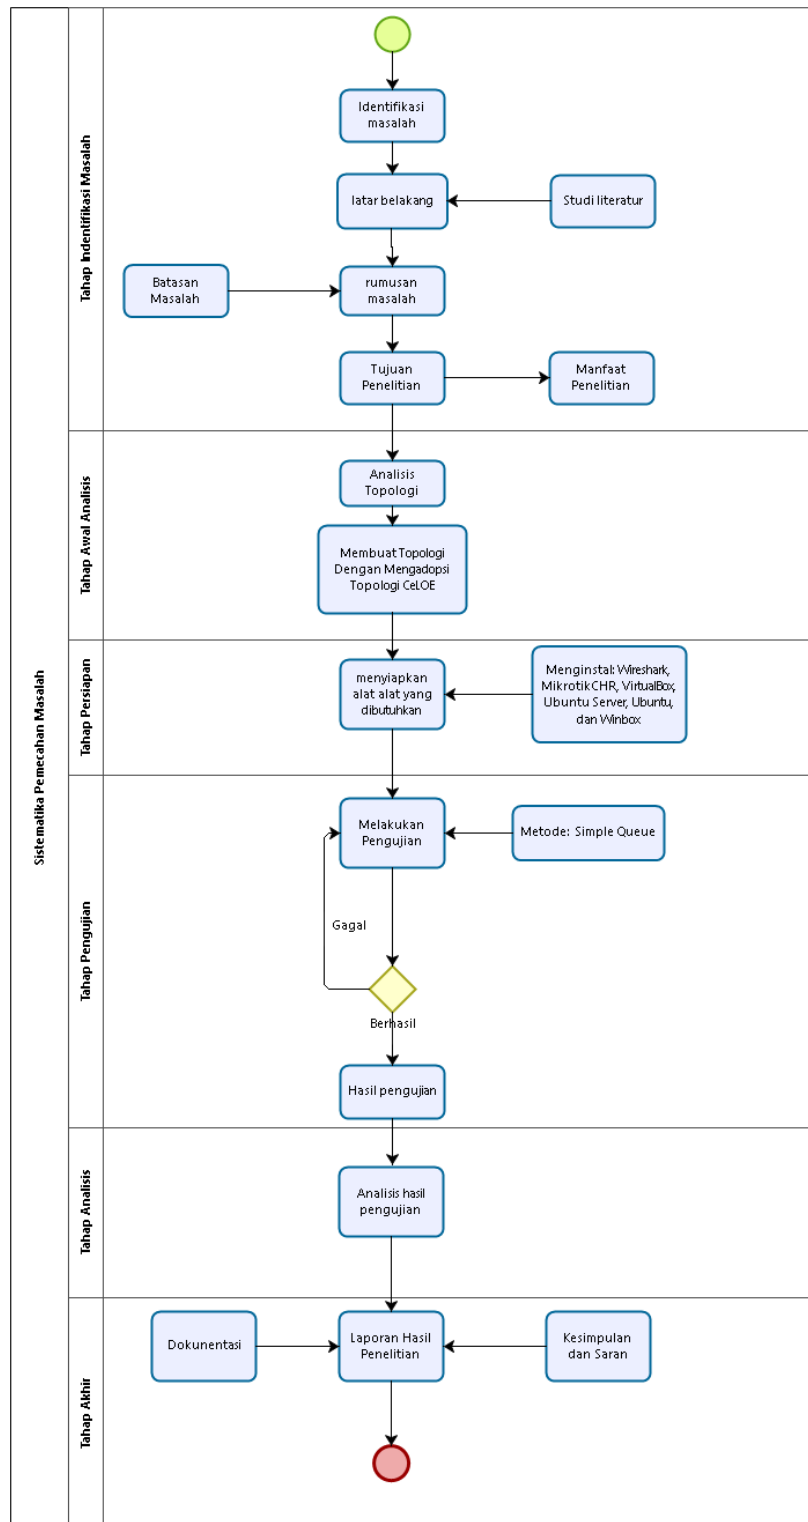 Sistematika Pemecahan Masalah
Tahap Indentifikasi Masalah
Identifikasi
masalah
latar belakang
Studi literatur
Batasan
Masalah
rumusan
masalah
Tujuan
Penelitian
Manfaat
Penelitian
Tahap Awal Analisis
Analisis
Topologi
Membuat Topologi
Dengan Mengadopsi
Topologi CeLOE
Tahap Persiapan
menyiapkan
alat alat yang
dibutuhkan
Menginstal: Wireshark,
Mikrotik CHR, VirtualBox,
Ubuntu Server, Ubuntu,
dan Winbox
Tahap Pengujian
Melakukan
Pengujian
Metode: Simple Queue
Gagal
Berhasil
Hasil pengujian
Tahap Analisis
Analisis hasil
pengujian
Tahap Akhir
Dokunentasi
Laporan Hasil
Penelitian
Kesimpulan
dan Saran